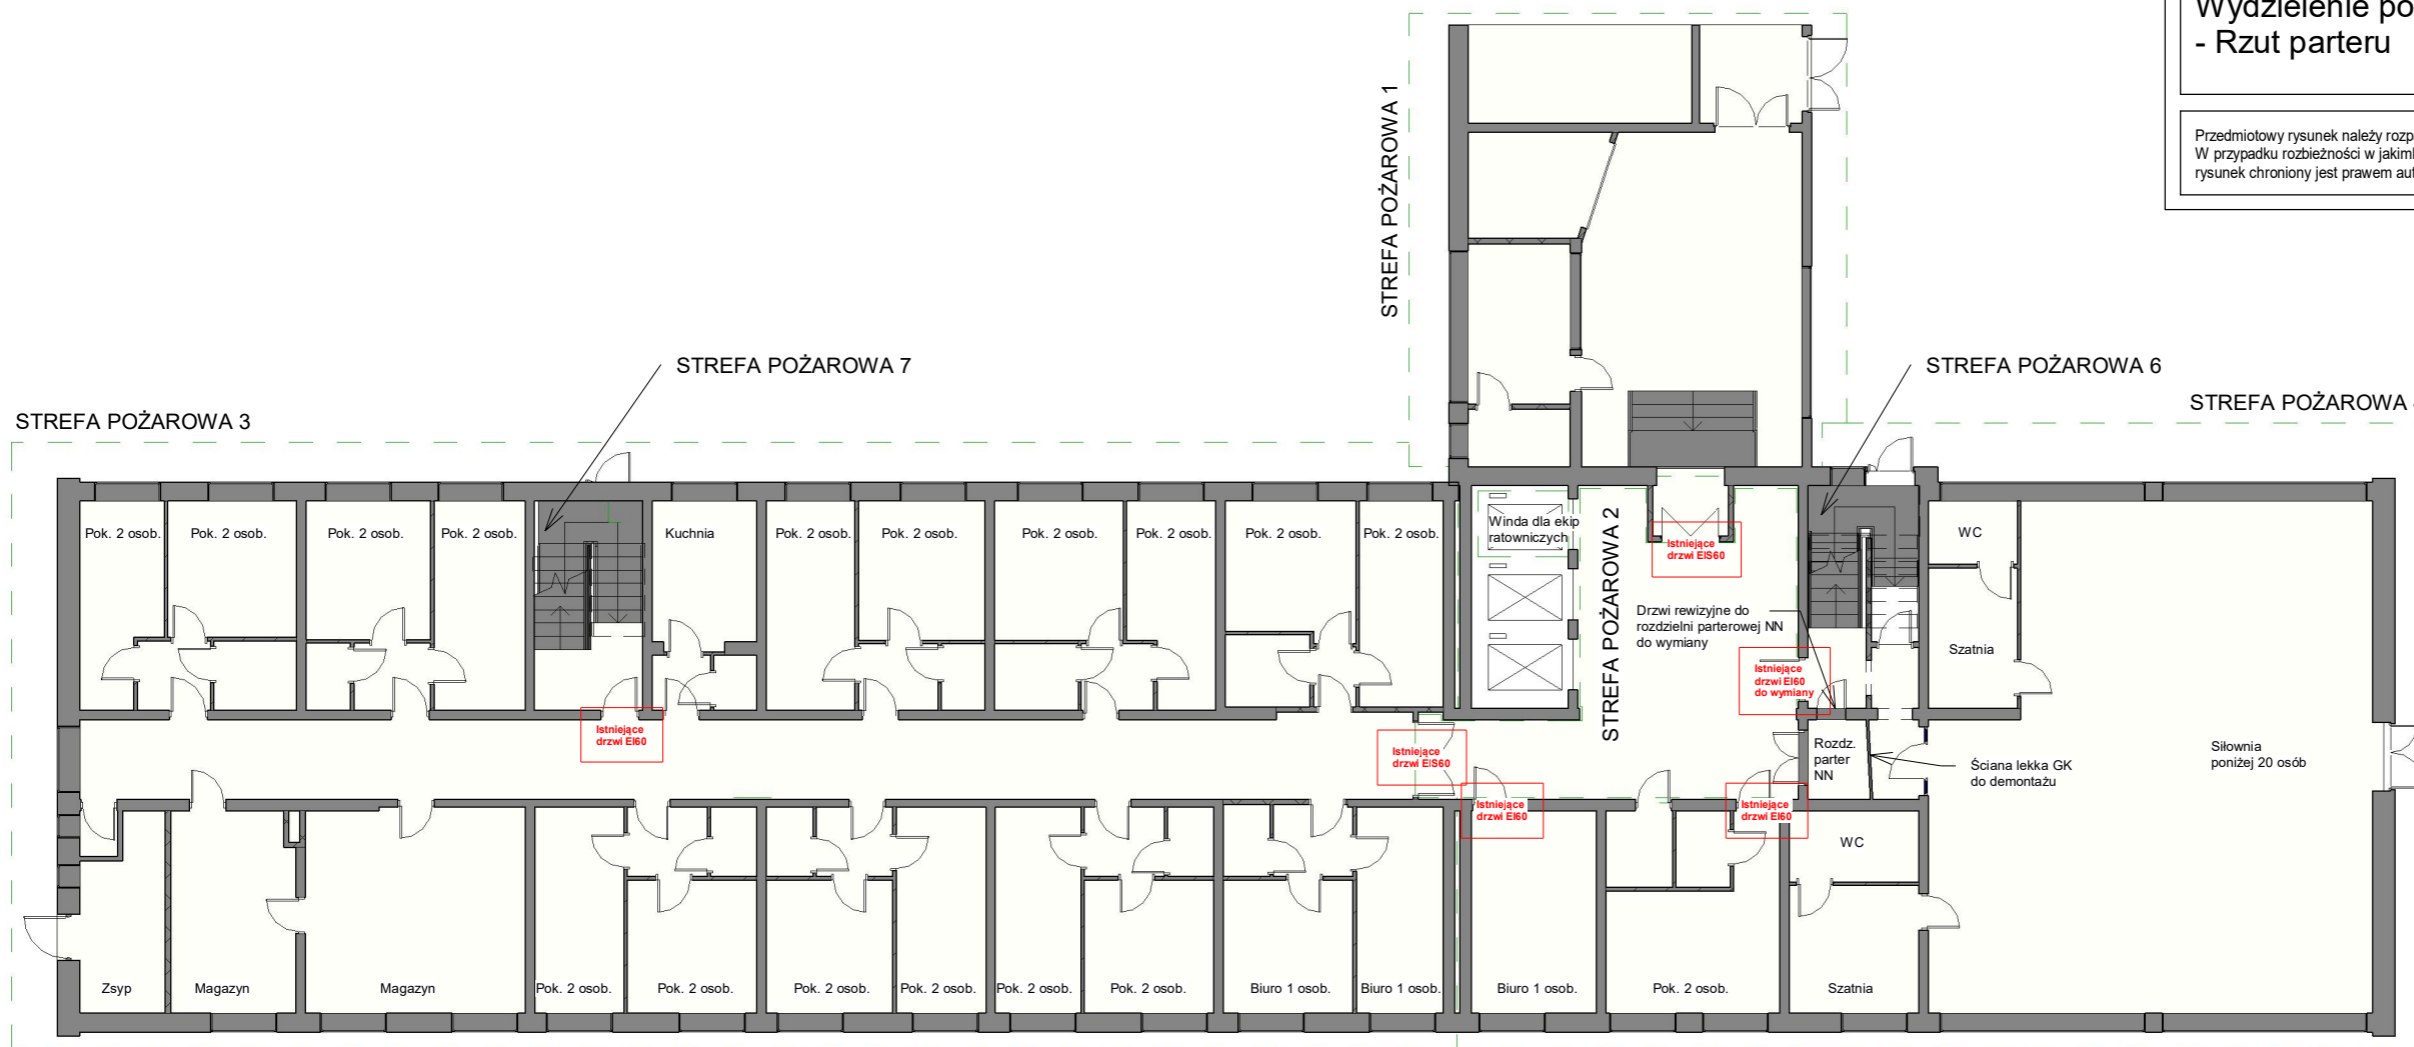 Wydzielenie po
- Rzut parteru
Przedmiotowy rysunek należy rozp
W przypadku rozbieżności w jakim
rysunek chroniony jest prawem aut
STREFA POŻAROWA 1
STREFA POŻAROWA 7
STREFA POŻAROWA 6
STREFA POŻAROWA 3
STREFA POŻAROWA
Pok. 2 osob.
Pok. 2 osob.
Pok. 2 osob.
Pok. 2 osob.
Kuchnia
Pok. 2 osob.
Pok. 2 osob.
Pok. 2 osob.
Pok. 2 osob.
Pok. 2 osob.
Pok. 2 osob.
Winda dla ekip
ratowniczych
STREFA POŻAROWA 2
Istniejące
drzwi EIS60
WC
Drzwi rewizyjne do
rozdzielni parterowej NN
do wymiany
Szatnia
Istniejące
drzwi EI60
do wymiany
Istniejące
drzwi EI60
Istniejące
drzwi EIS60
Rozdz.
parter
NN
Ściana lekka GK
do demontażu
Siłownia
poniżej 20 osób
Istniejące
drzwi EI60
Istniejące
drzwi EI60
WC
Zsyp
Magazyn
Magazyn
Pok. 2 osob.
Pok. 2 osob.
Pok. 2 osob.
Pok. 2 osob.
Pok. 2 osob.
Pok. 2 osob.
Biuro 1 osob.
Biuro 1 osob.
Biuro 1 osob.
Pok. 2 osob.
Szatnia